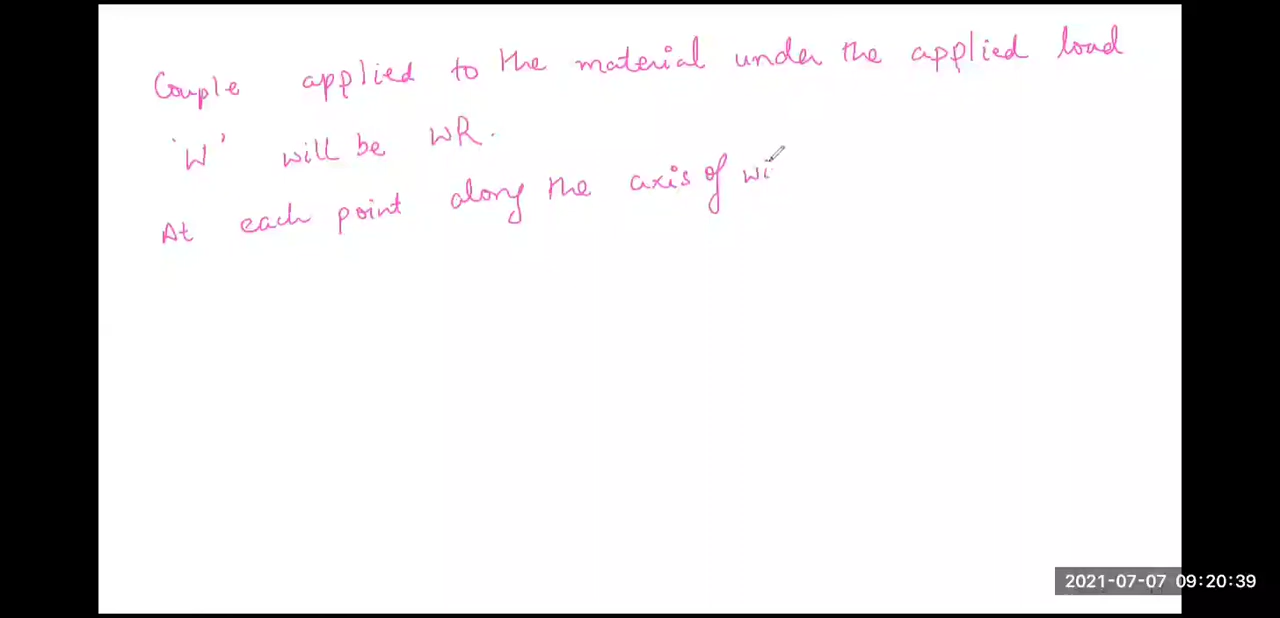 Couple applied to the material under the applied load
'W' will be WR.
At each point along the axis of wi
2021-07-07 09:20:39